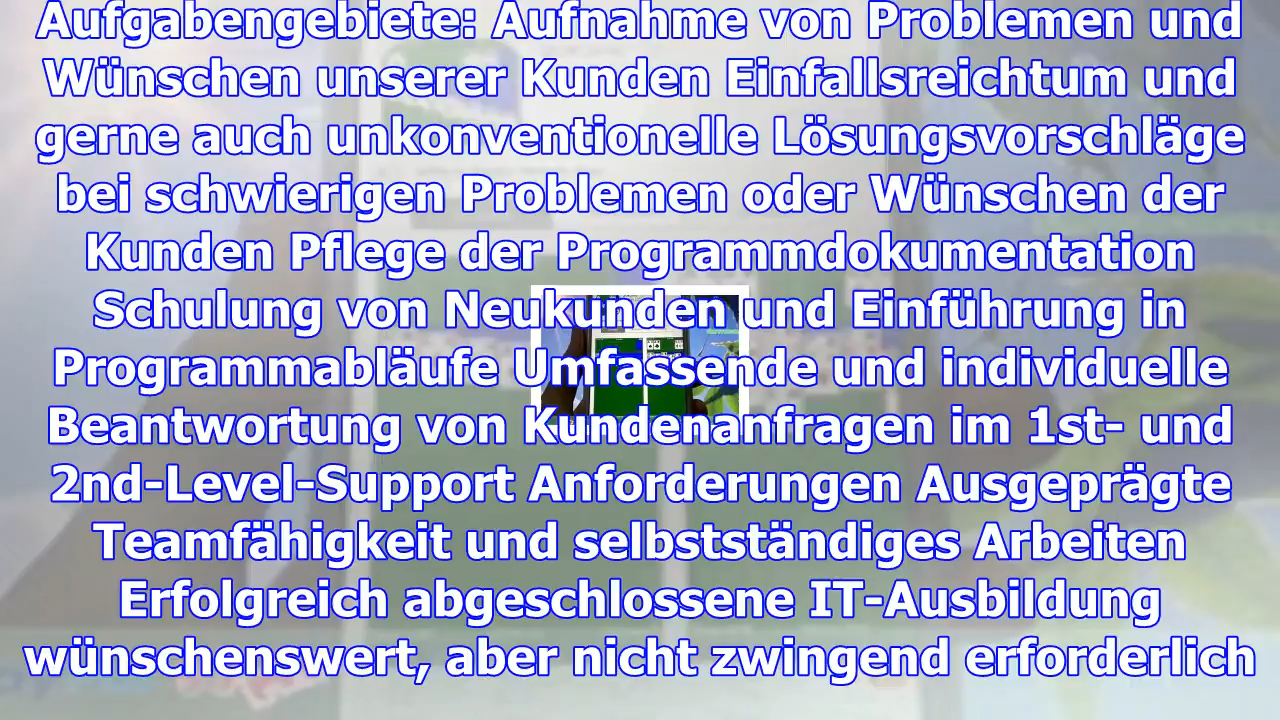 Aufgabengebiete: Aufnahme von Problemen und
Wünschen unserer Kunden Einfallsreichtum und
gerne auch unkonventionelle Lösungsvorschläge
bei schwierigen Problemen oder Wünschen der
Kunden Pflege der Programmdokumentation
Schulung von Neukunden und Einführung in
Programmabläufe Umfassende und individuelle
Beantwortung von Kundenanfragen im 1st- und
2nd-Level-Support Anforderungen Ausgeprägte
Teamfähigkeit und selbstständiges Arbeiten
Erfolgreich abgeschlossene IT-Ausbildung
wünschenswert, aber nicht zwingend erforderlich